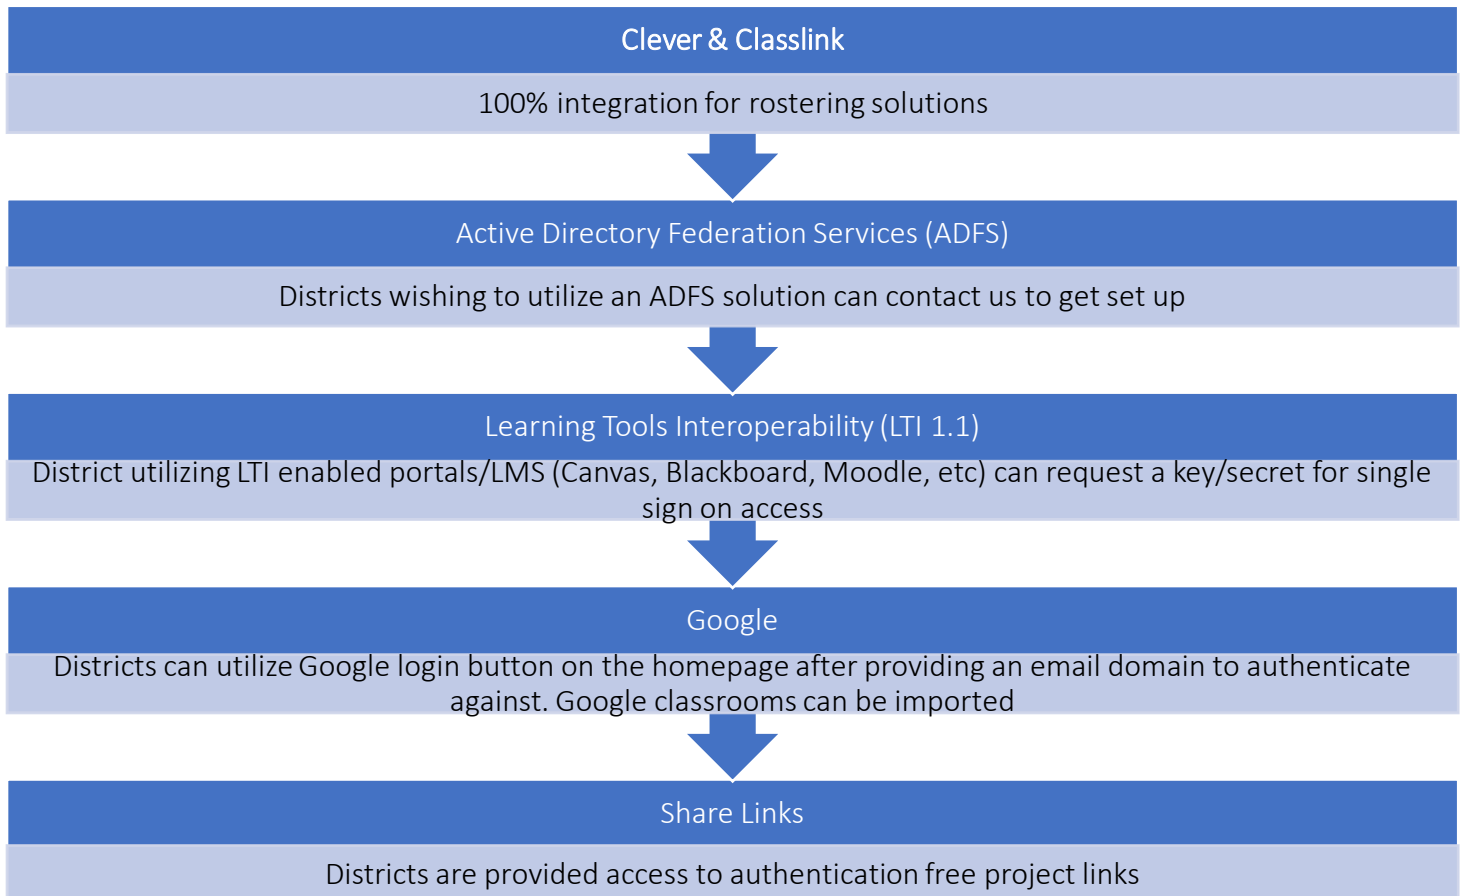 Clever & Classlink
100% integration for rostering solutions
Active Directory Federation Services (ADFS)
Districts wishing to utilize an ADFS solution can contact us to get set up
Learning Tools Interoperability (LTI 1.1)
District utilizing LTI enabled portals/LMS (Canvas, Blackboard, Moodle, etc) can request a key/secret for single
sign on access
Google
Districts can utilize Google login button on the homepage after providing an email domain to authenticate
against. Google classrooms can be imported
Share Links
Districts are provided access to authentication free project links